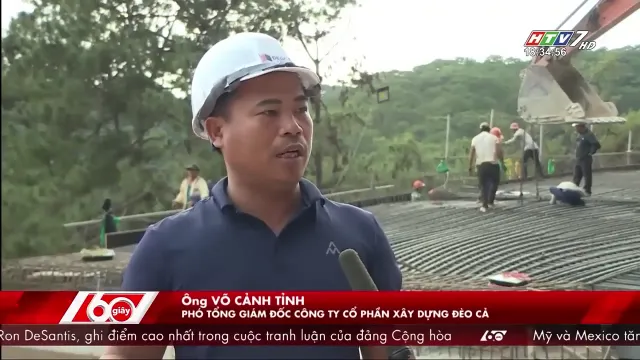 HTV7 HD
18:34:56
60 giây
Ông VÕ CẢNH TỈNH
PHÓ TỔNG GIÁM ĐỐC CÔNG TY CỔ PHẦN XÂY DỰNG ĐÈO CẢ
Ron DeSantis, ghi điểm cao nhất trong cuộc tranh luận của đảng Cộng hòa
60
Mỹ và Mexico tă